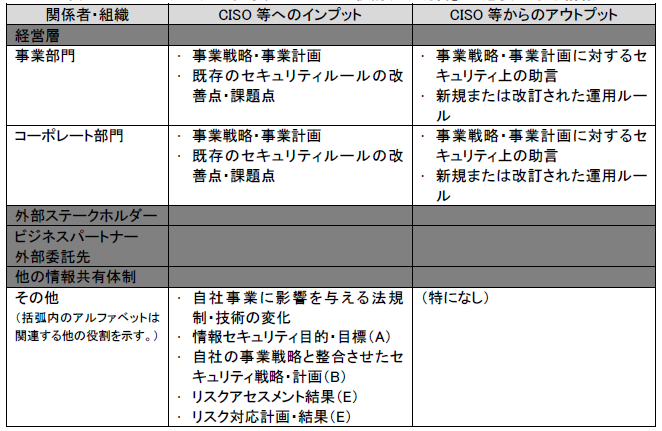 関係者・組織
CISO 等へのインプット
CISO 等からのアウトプット
経営層
事業部門
・ 事業戦略・事業計画
・ 既存のセキュリティルールの改
善点・課題点
・ 事業戦略・事業計画に対するセ
キュリティ上の助言
・ 新規または改訂された運用ルー
ル
コーポレート部門
・ 事業戦略・事業計画
・ 既存のセキュリティルールの改
善点・課題点
・ 事業戦略・事業計画に対するセ
キュリティ上の助言
・ 新規または改訂された運用ルー
ル
外部ステークホルダー
ビジネスパートナー
外部委託先
他の情報共有体制
その他
（括弧内のアルファベットは
関連する他の役割を示す。）
・ 自社事業に影響を与える法規
制・技術の変化
・ 情報セキュリティ目的・目標（A）
・ 自社の事業戦略と整合させたセ
キュリティ戦略・計画（B）
・ リスクアセスメント結果（E）
・ リスク対応計画・結果（E）
（特になし）